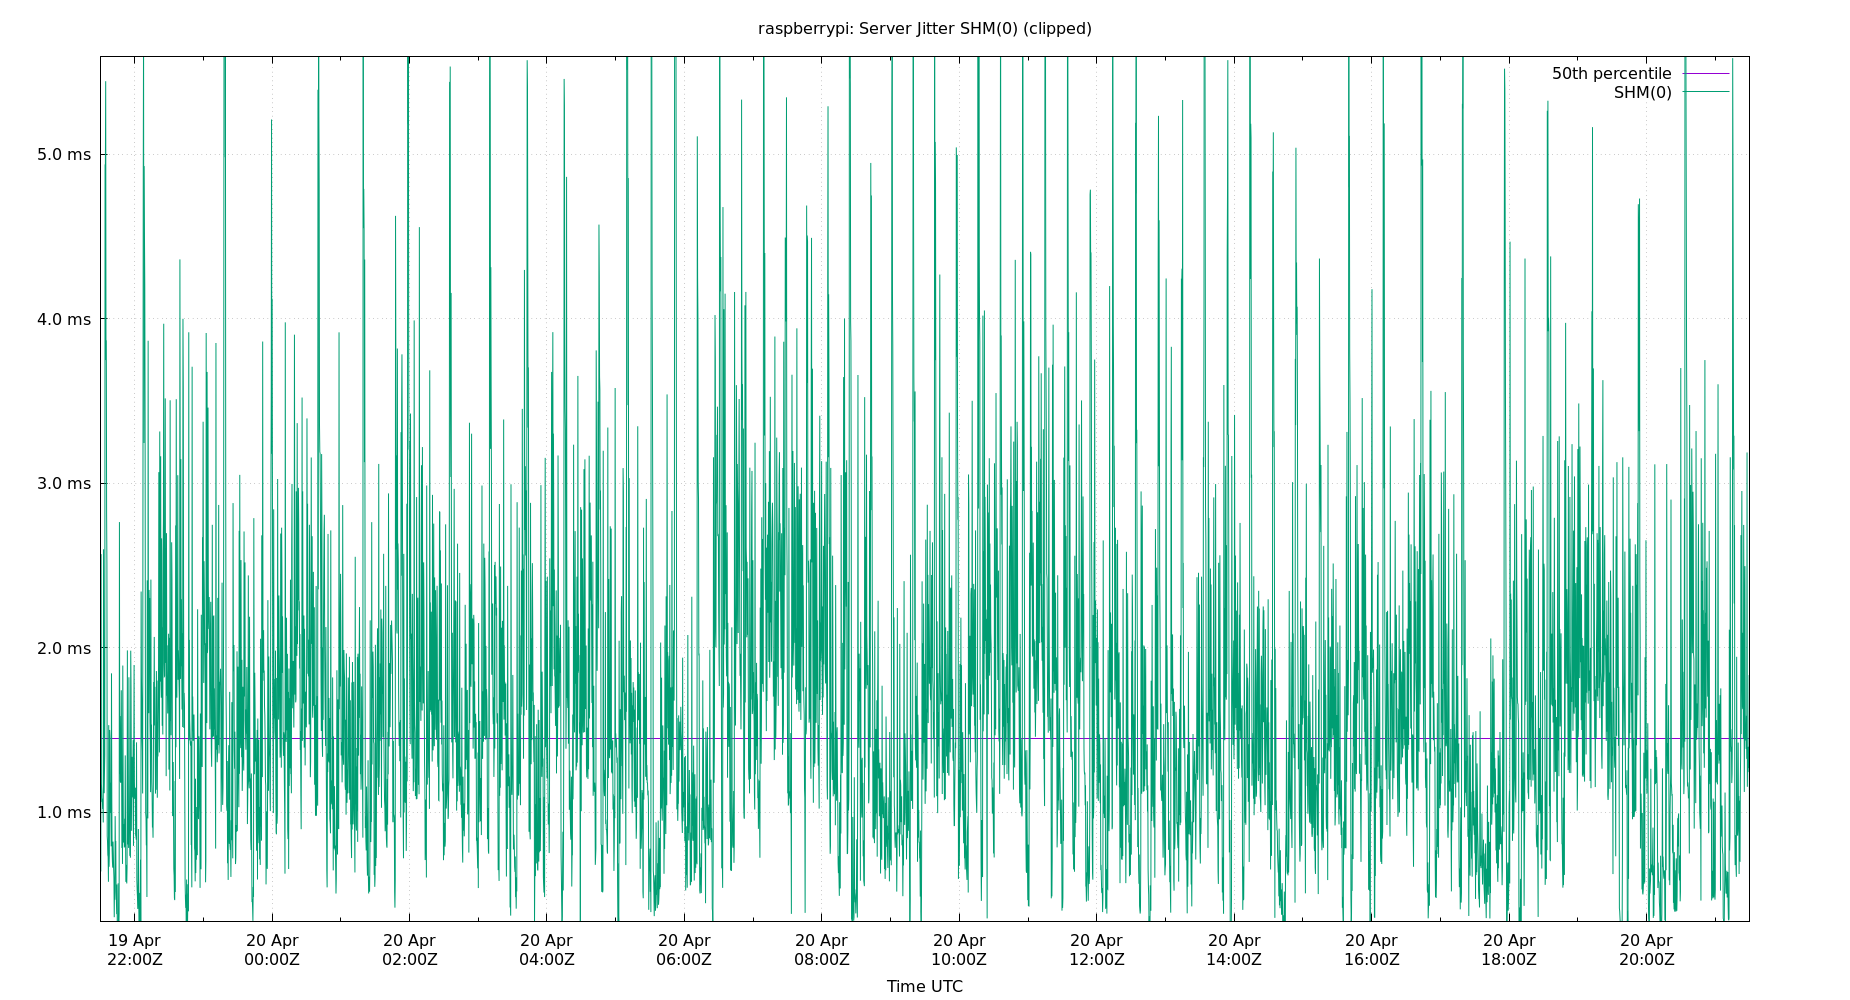 raspberrypi: Server Jitter SHM(0) (clipped)
50th percentile
SHM(0)
5.0 ms
4.0 ms
3.0 ms
2.0 ms
1.0 ms
19 Apr 20 Apr 20 Apr 20 Apr 20 Apr 20 Apr 20 Apr 20 Apr 20 Apr 20 Apr 20 Apr 20 Apr
22:00Z 00:00Z 02:00Z 04:00Z 06:00Z 08:00Z 10:00Z 12:00Z 14:00Z 16:00Z 18:00Z 20:00Z
Time UTC